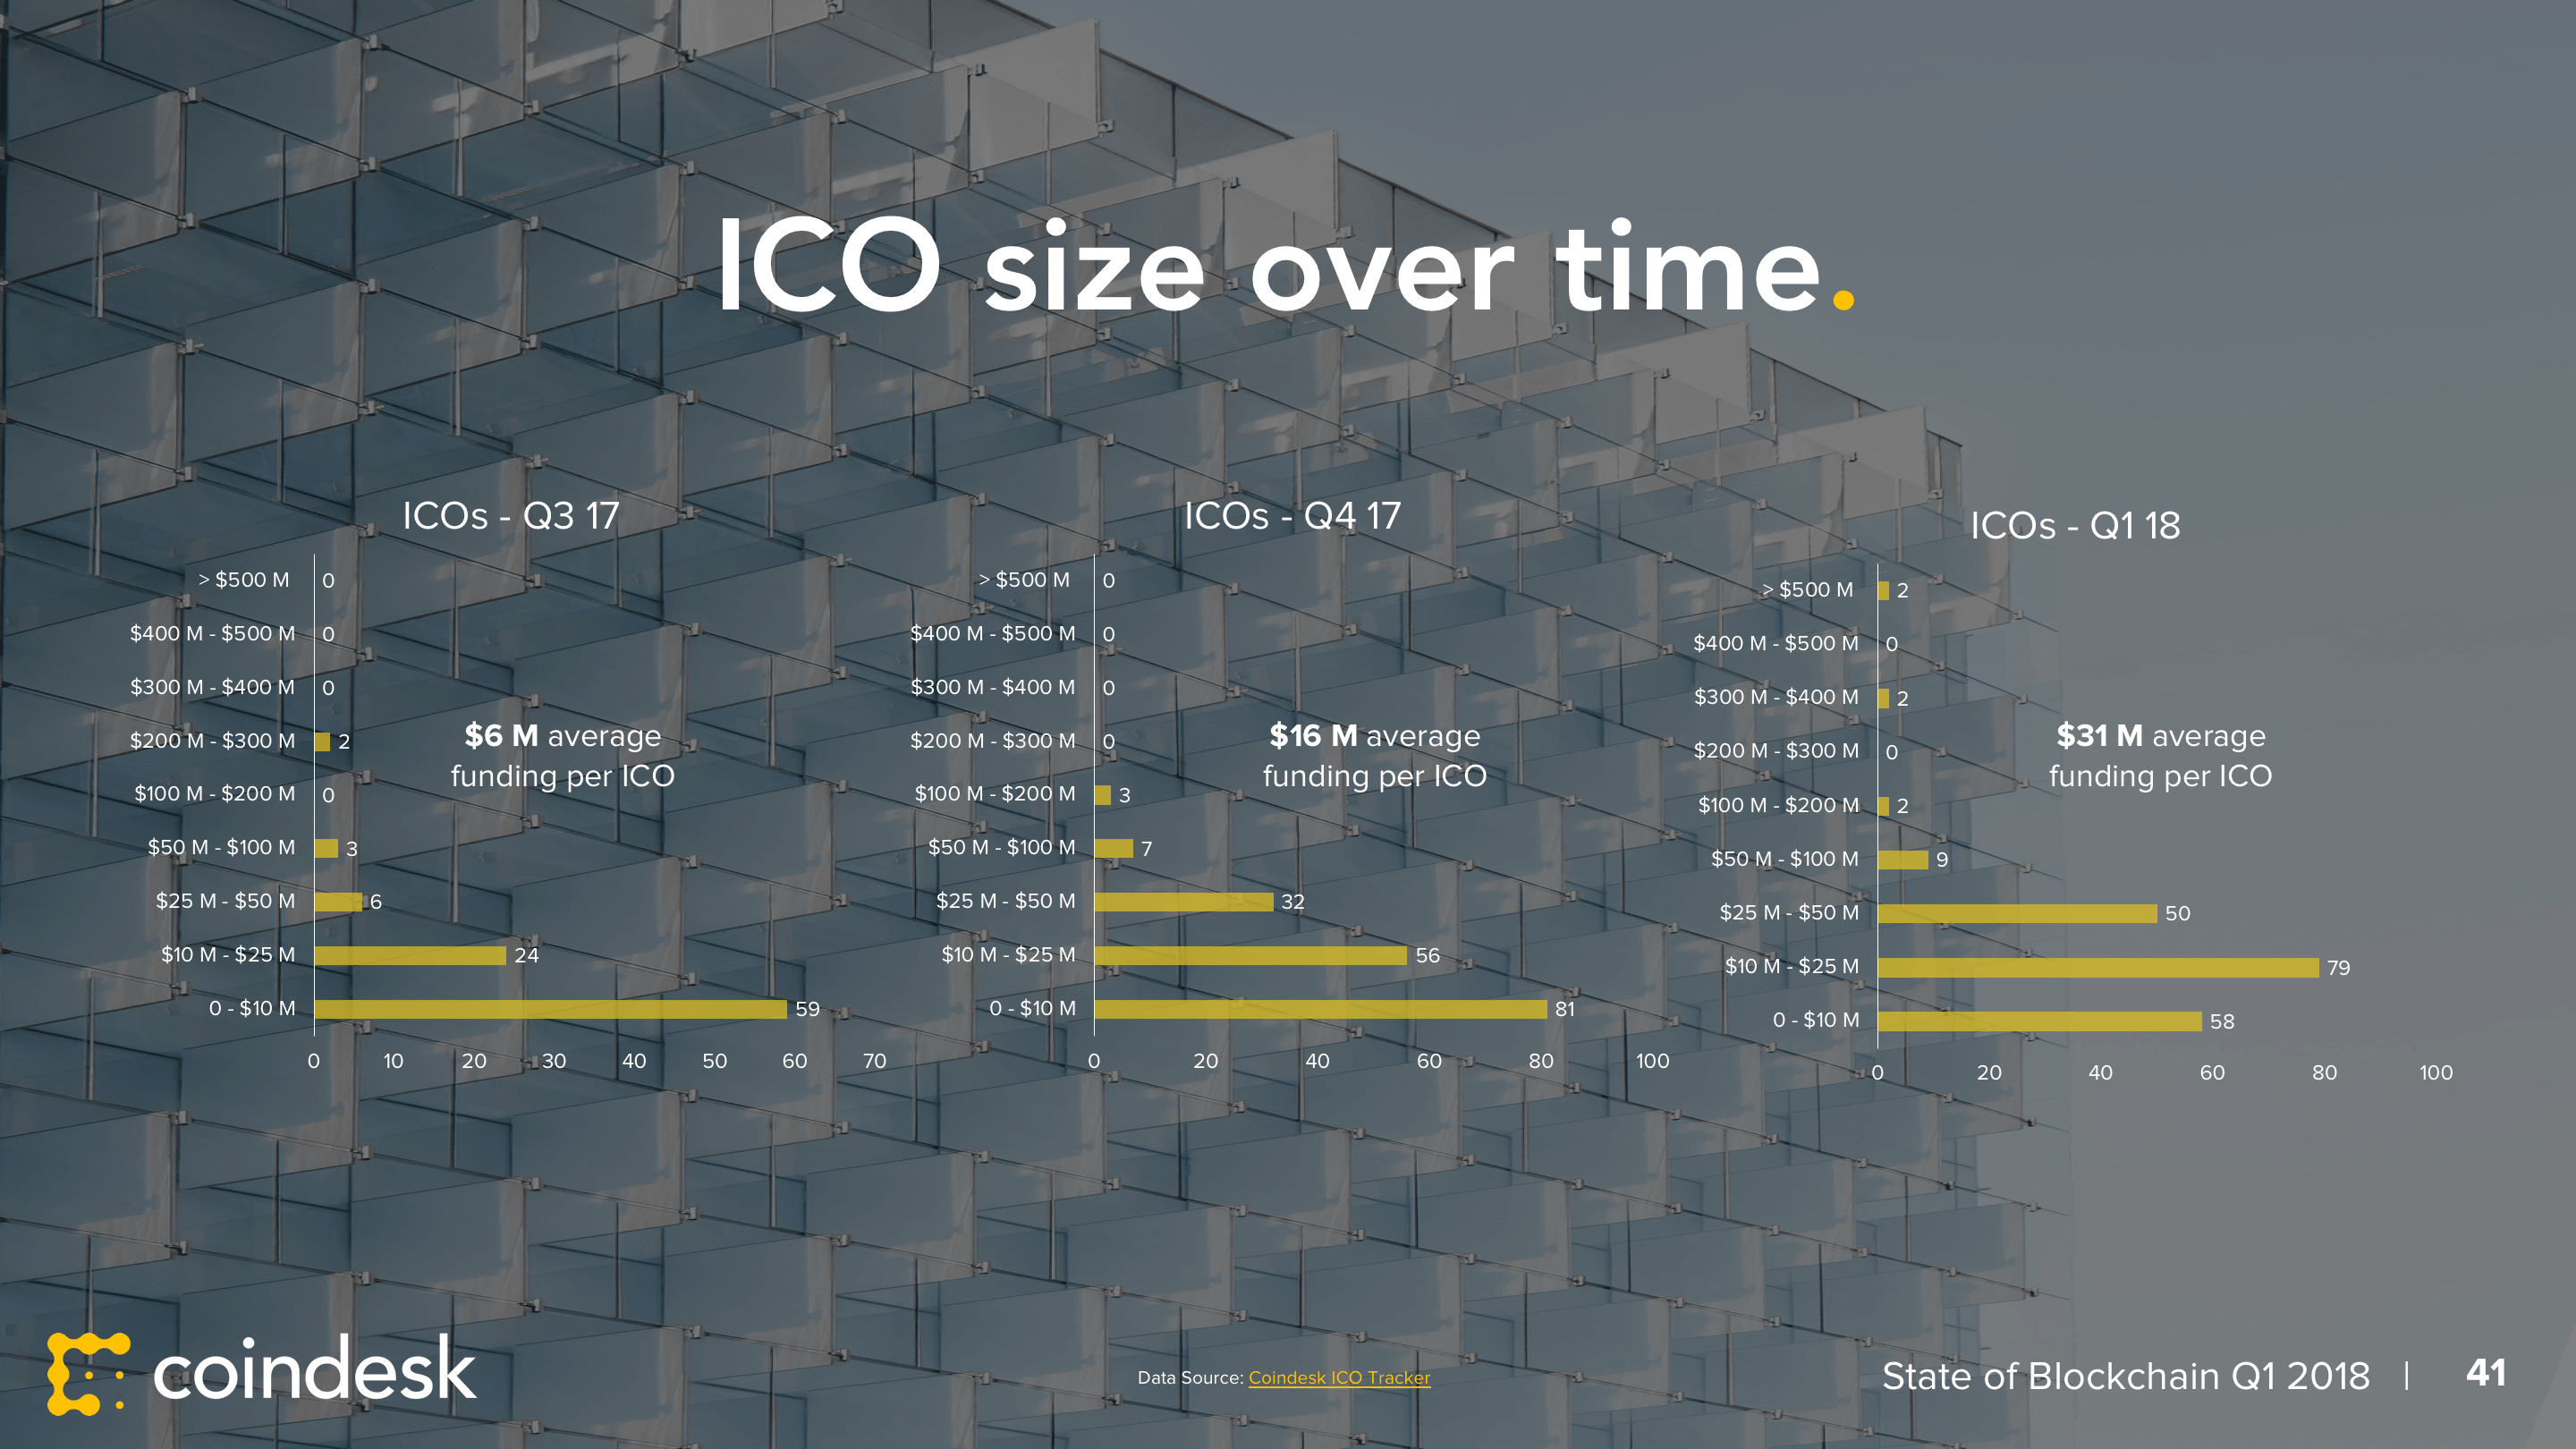 ICO size over time.
ICOs - Q3 17
> $500 M 0
$400 M - $500 M 0
$300 M - $400 M 0
$200 M - $300 M 2
$100 M - $200 M 0
$50 M - $100 M 3
$25 M - $50 M 6
$10 M - $25 M 24
0 - $10 M 59
0 10 20 30 40 50 60 70
$6 M average
funding per ICO
ICOs - Q4 17
> $500 M 0
$400 M - $500 M 0
$300 M - $400 M 0
$200 M - $300 M 0
$100 M - $200 M 3
$50 M - $100 M 7
$25 M - $50 M 32
$10 M - $25 M 56
0 - $10 M 81
0 20 40 60 80 100
$16 M average
funding per ICO
ICOs - Q1 18
> $500 M 2
$400 M - $500 M 0
$300 M - $400 M 2
$200 M - $300 M 0
$100 M - $200 M 2
$50 M - $100 M 9
$25 M - $50 M 50
$10 M - $25 M 79
0 - $10 M 58
0 20 40 60 80 100
$31 M average
funding per ICO
coindesk
Data Source: Coindesk ICO Tracker
State of Blockchain Q1 2018 | 41